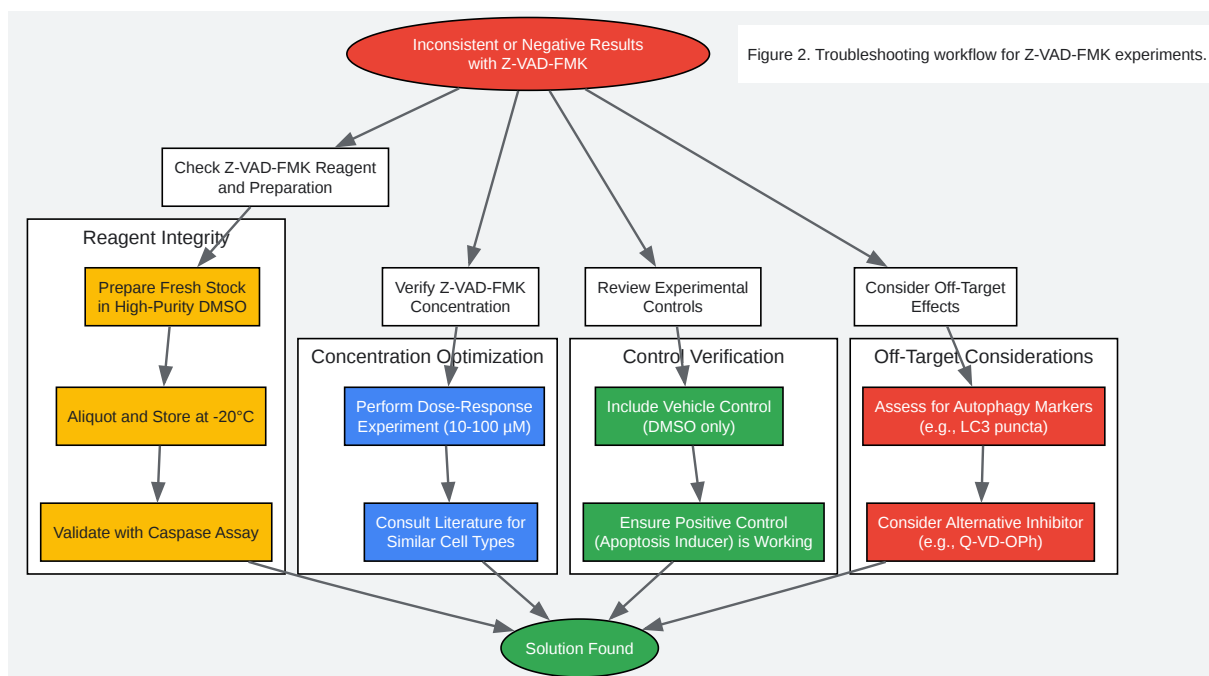 Inconsistent or Negative Results
with Z-VAD-FMK
Figure 2. Troubleshooting workflow for Z-VAD-FMK experiments.
Check Z-VAD-FMK Reagent
and Preparation
Reagent Integrity
Prepare Fresh Stock
in High-Purity DMSO
Aliquot and Store at -20°C
Validate with Caspase Assay
Verify Z-VAD-FMK
Concentration
Concentration Optimization
Perform Dose-Response
Experiment (10-100 µM)
Consult Literature for
Similar Cell Types
Review Experimental
Controls
Control Verification
Include Vehicle Control
(DMSO only)
Ensure Positive Control
(Apoptosis Inducer) is Working
Consider Off-Target
Effects
Off-Target Considerations
Assess for Autophagy Markers
(e.g., LC3 puncta)
Consider Alternative Inhibitor
(e.g., Q-VD-OPh)
Solution Found